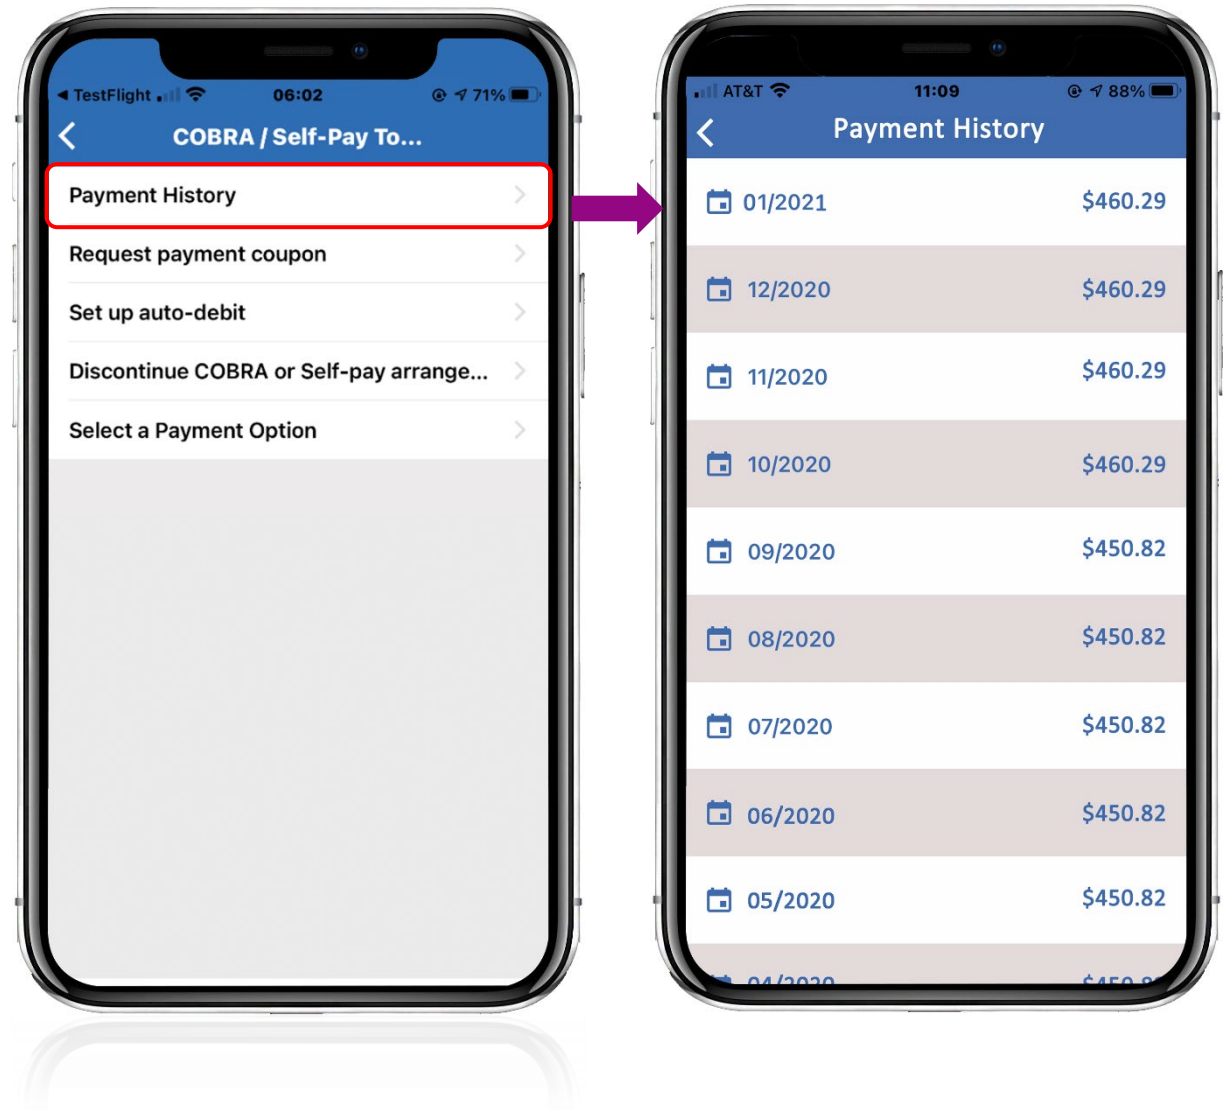 TestFlight 06:02 71%
COBRA / Self-Pay To...
Payment History
Request payment coupon
Set up auto-debit
Discontinue COBRA or Self-pay arrange...
Select a Payment Option
AT&T 11:09 88%
Payment History
01/2021 $460.29
12/2020 $460.29
11/2020 $460.29
10/2020 $460.29
09/2020 $450.82
08/2020 $450.82
07/2020 $450.82
06/2020 $450.82
05/2020 $450.82
04/2020